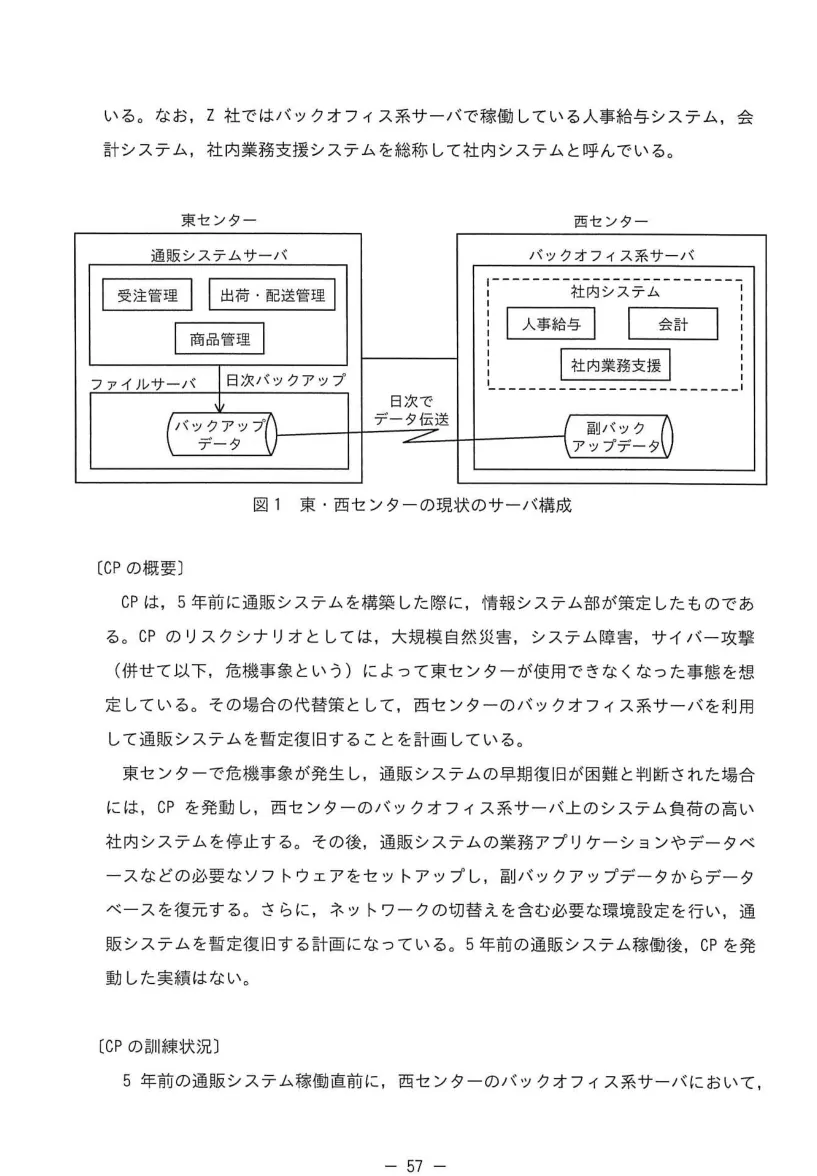 いる。なお，Z 社ではバックオフィス系サーバで稼働している人事給与システム，会
計システム，社内業務支援システムを総称して社内システムと呼んでいる。
東センター
西センター
通販システムサーバ
バックオフィス系サーバ
受注管理
出荷・配送管理
商品管理
社内システム
人事給与
会計
社内業務支援
ファイルサーバ
日次バックアップ
バックアップ
データ
日次で
データ伝送
副バック
アップデータ
図1 東・西センターの現状のサーバ構成
〔CP の概要〕
CP は，5 年前に通販システムを構築した際に，情報システム部が策定したものであ
る。CP のリスクシナリオとしては，大規模自然災害，システム障害，サイバー攻撃
（併せて以下，危機事象という）によって東センターが使用できなくなった事態を想
定している。その場合の代替策として，西センターのバックオフィス系サーバを利用
して通販システムを暫定復旧することを計画している。
東センターで危機事象が発生し，通販システムの早期復旧が困難と判断された場合
には，CP を発動し，西センターのバックオフィス系サーバ上のシステム負荷の高い
社内システムを停止する。その後，通販システムの業務アプリケーションやデータベ
ースなどの必要なソフトウェアをセットアップし，副バックアップデータからデータ
ベースを復元する。さらに，ネットワークの切替えを含む必要な環境設定を行い，通
販システムを暫定復旧する計画になっている。5 年前の通販システム稼働後，CP を発
動した実績はない。
〔CP の訓練状況〕
5 年前の通販システム稼働直前に，西センターのバックオフィス系サーバにおいて，
－ 57 －